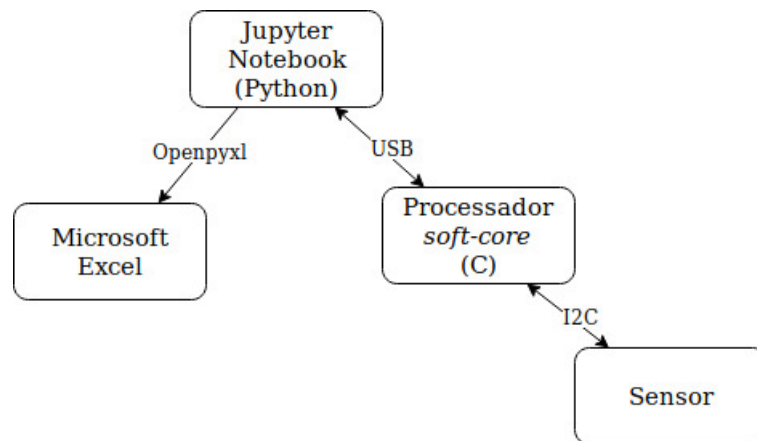 Jupyter
Notebook
(Python)
Openpyxl
USB
Microsoft
Excel
Processador
soft-core
(C)
I2C
Sensor